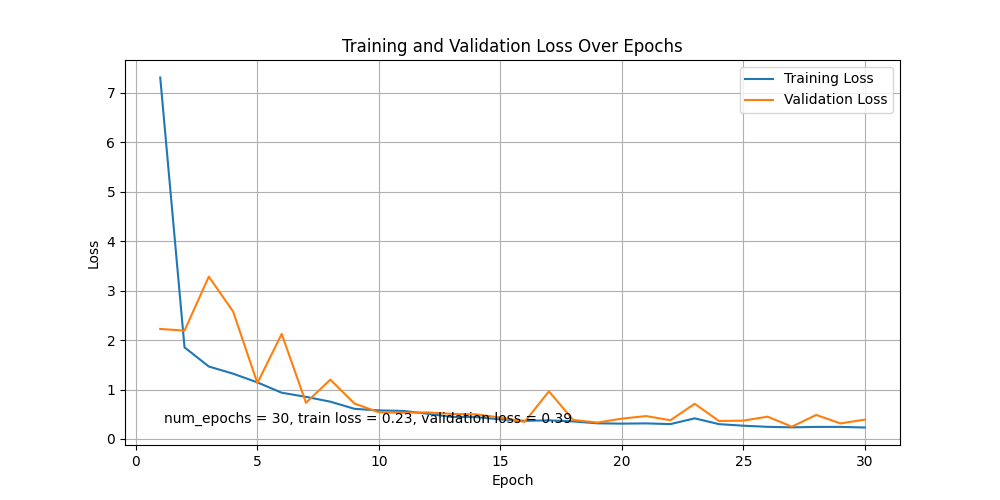 Training and Validation Loss Over Epochs
Training Loss
Validation Loss
7
6
5
4
3
2
1
0
Loss
num_epochs = 30, train loss = 0.23, validation loss = 0.39
0 5 10 15 20 25 30
Epoch